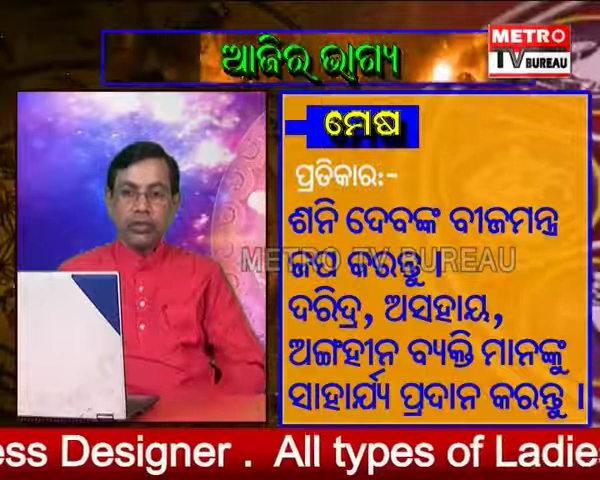 ଆଜିର ଭାଗ୍ୟ
METRO
TV BUREAU
ମେଷ
ପ୍ରତିକାର:-
ଶନି ଦେବଙ୍କ ବୀଜମନ୍ତ୍ର
ଜପ କରନ୍ତୁ ।
METRO TV BUREAU
ଦରିଦ୍ର, ଅସହାୟ,
ଅଙ୍ଗହୀନ ବ୍ୟକ୍ତି ମାନଙ୍କୁ
ସାହାର୍ଯ୍ୟ ପ୍ରଦାନ କରନ୍ତୁ ।
ess Designer . All types of Ladie